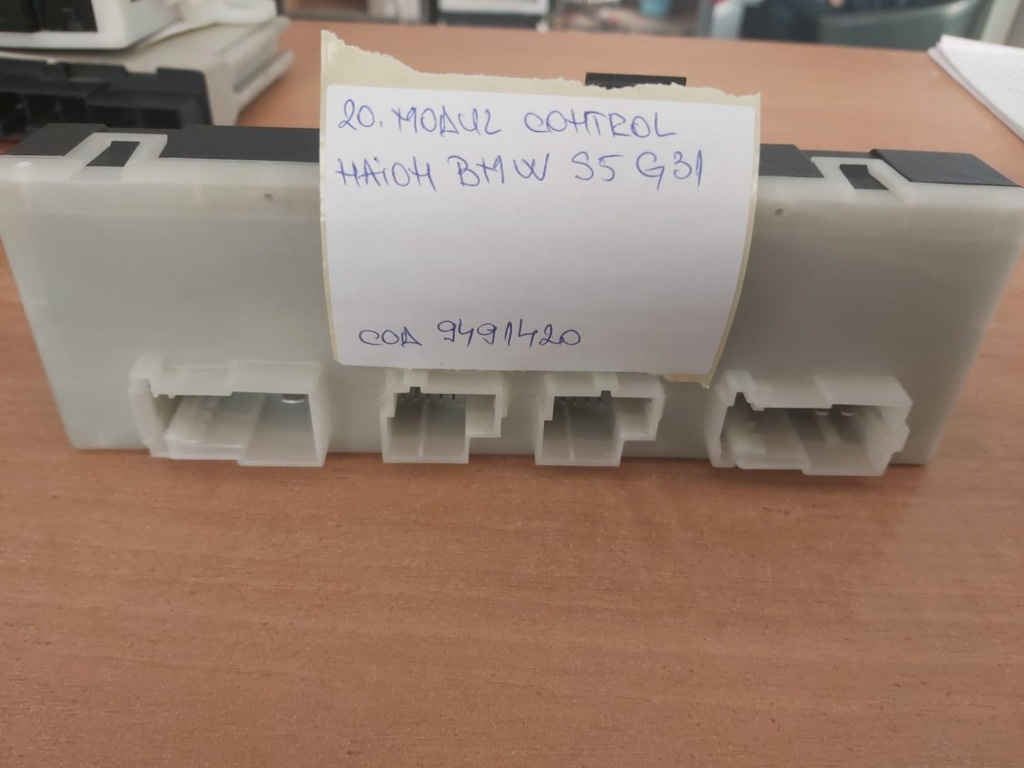 20. MODUL CONTROL
HAION BMW S5 G31
COD 9491420